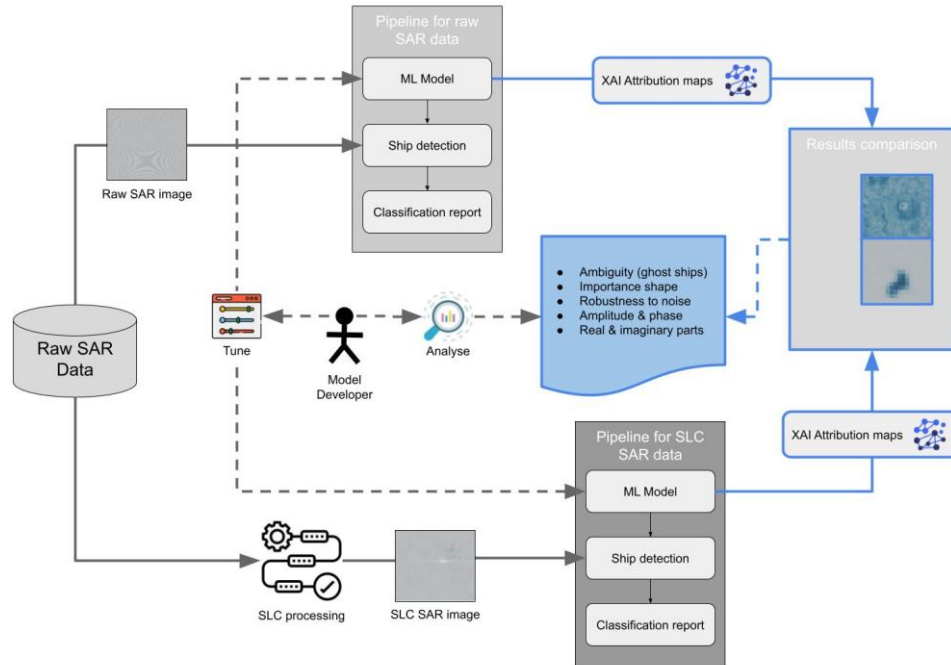 Pipeline for raw
SAR data
ML Model
XAI Attribution maps
Ship detection
Classification report
Raw SAR image
Results comparison
Raw SAR
Data
Tune
Model
Developer
Analyse
● Ambiguity (ghost ships)
● Importance shape
● Robustness to noise
● Amplitude & phase
● Real & imaginary parts
XAI Attribution maps
Pipeline for SLC
SAR data
ML Model
Ship detection
Classification report
SLC processing
SLC SAR image